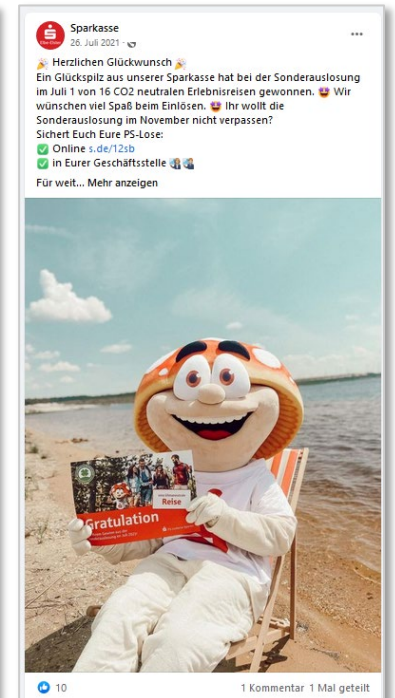 Sparkasse
26. Juli 2021 ·
Herzlichen Glückwunsch
Ein Glückspilz aus unserer Sparkasse hat bei der Sonderauslosung
im Juli 1 von 16 CO2 neutralen Erlebnisreisen gewonnen. 🤩 Wir
wünschen viel Spaß beim Einlösen. 🤩 Ihr wollt die
Sonderauslosung im November nicht verpassen?
Sichert Euch Eure PS-Lose:
✅ Online s.de/12sb
✅ in Eurer Geschäftsstelle
Für weit... Mehr anzeigen
Reise
Gratulation
10
1 Kommentar 1 Mal geteilt